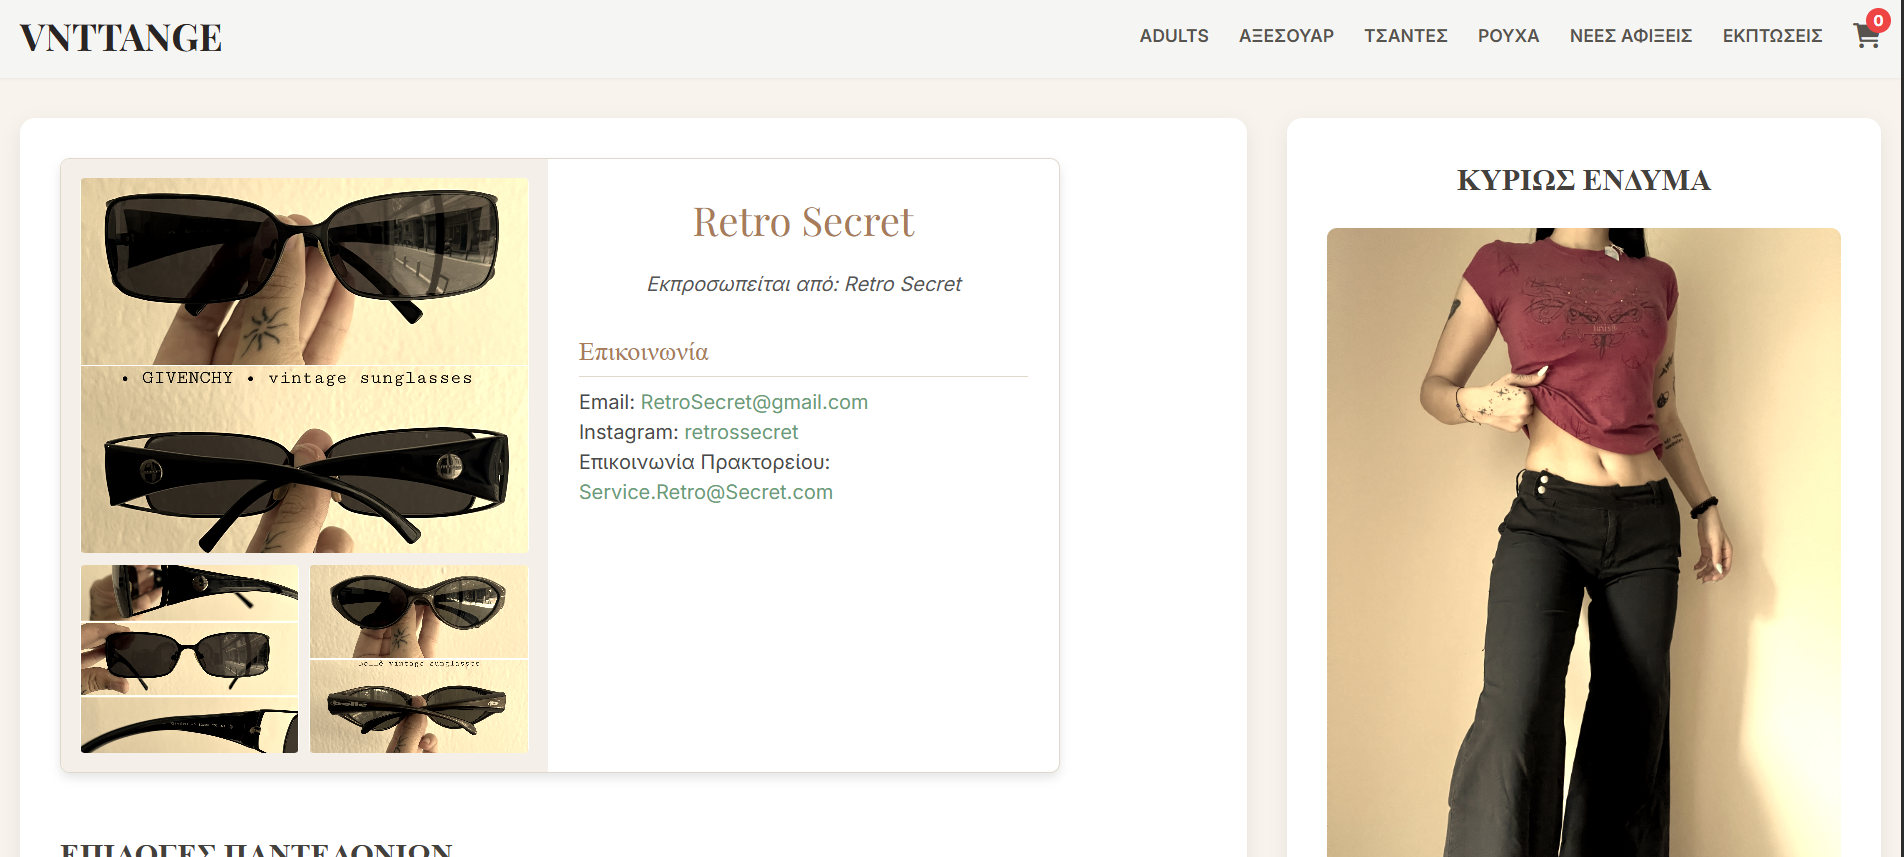 VNTTANGE
ADULTS ΑΞΕΣΟΥΑΡ ΤΣΑΝΤΕΣ ΡΟΥΧΑ ΝΕΕΣ ΑΦΙΞΕΙΣ ΕΚΠΤΩΣΕΙΣ 0
• GIVENCHY • vintage sunglasses
vintage sunglasses
Retro Secret
Εκπροσωπείται από: Retro Secret
Επικοινωνία
Email: RetroSecret@gmail.com
Instagram: retrossecret
Επικοινωνία Πρακτορείου:
Service.Retro@Secret.com
ΕΠΙΛΟΓΕΣ ΠΑΝΤΕΛΟΝΙΩΝ
ΚΥΡΙΩΣ ΕΝΔΥΜΑ